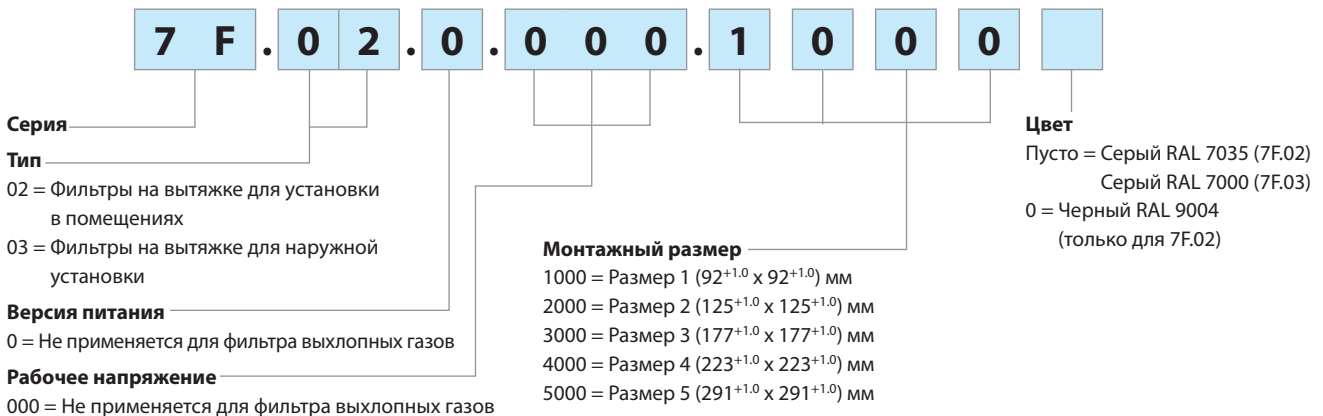 7 F . 0 2 . 0 . 0 0 0 . 1 0 0 0
Серия
Тип
02 = Фильтры на вытяжке для установки
в помещениях
03 = Фильтры на вытяжке для наружной
установки
Версия питания
0 = Не применяется для фильтра выхлопных газов
Рабочее напряжение
000 = Не применяется для фильтра выхлопных газов
Монтажный размер
1000 = Размер 1 (92+1.0 x 92+1.0) мм
2000 = Размер 2 (125+1.0 x 125+1.0) мм
3000 = Размер 3 (177+1.0 x 177+1.0) мм
4000 = Размер 4 (223+1.0 x 223+1.0) мм
5000 = Размер 5 (291+1.0 x 291+1.0) мм
Цвет
Пусто = Серый RAL 7035 (7F.02)
Серый RAL 7000 (7F.03)
0 = Черный RAL 9004
(только для 7F.02)